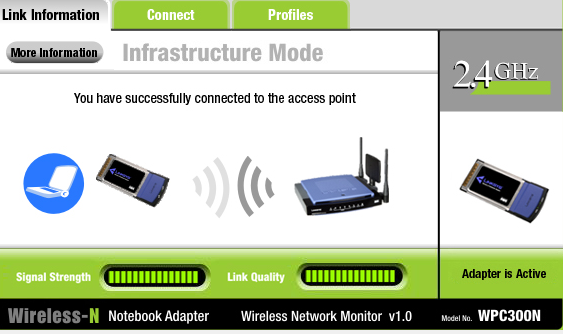 Link Information
Connect
Profiles
More Information
Infrastructure Mode
2.4GHz
You have successfully connected to the access point
Signal Strength
Link Quality
Adapter is Active
Wireless-N Notebook Adapter Wireless Network Monitor v1.0 Model No. WPC300N